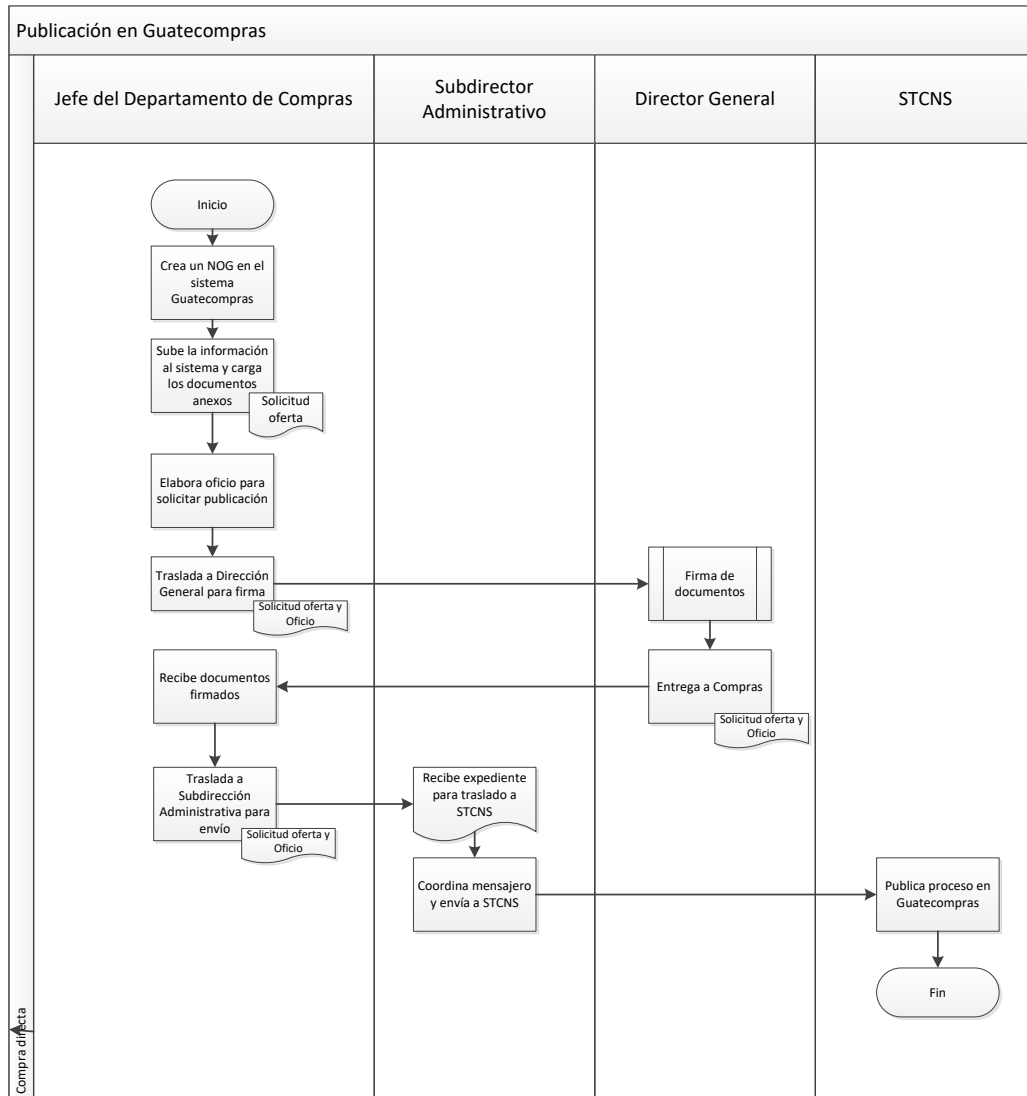 Publicación en Guatecompras
Jefe del Departamento de Compras
Subdirector
Administrativo
Director General
STCNS
Inicio
Crea un NOG en el
sistema
Guatecompras
Sube la información
al sistema y carga
los documentos
anexos
Solicitud
oferta
Elabora oficio para
solicitar publicación
Traslada a Dirección
General para firma
Solicitud oferta y
Oficio
Firma de
documentos
Entrega a Compras
Solicitud oferta y
Oficio
Recibe documentos
firmados
Traslada a
Subdirección
Administrativa para
envío
Solicitud oferta y
Oficio
Recibe expediente
para traslado a
STCNS
Coordina mensajero
y envía a STCNS
Publica proceso en
Guatecompras
Fin
Compra directa